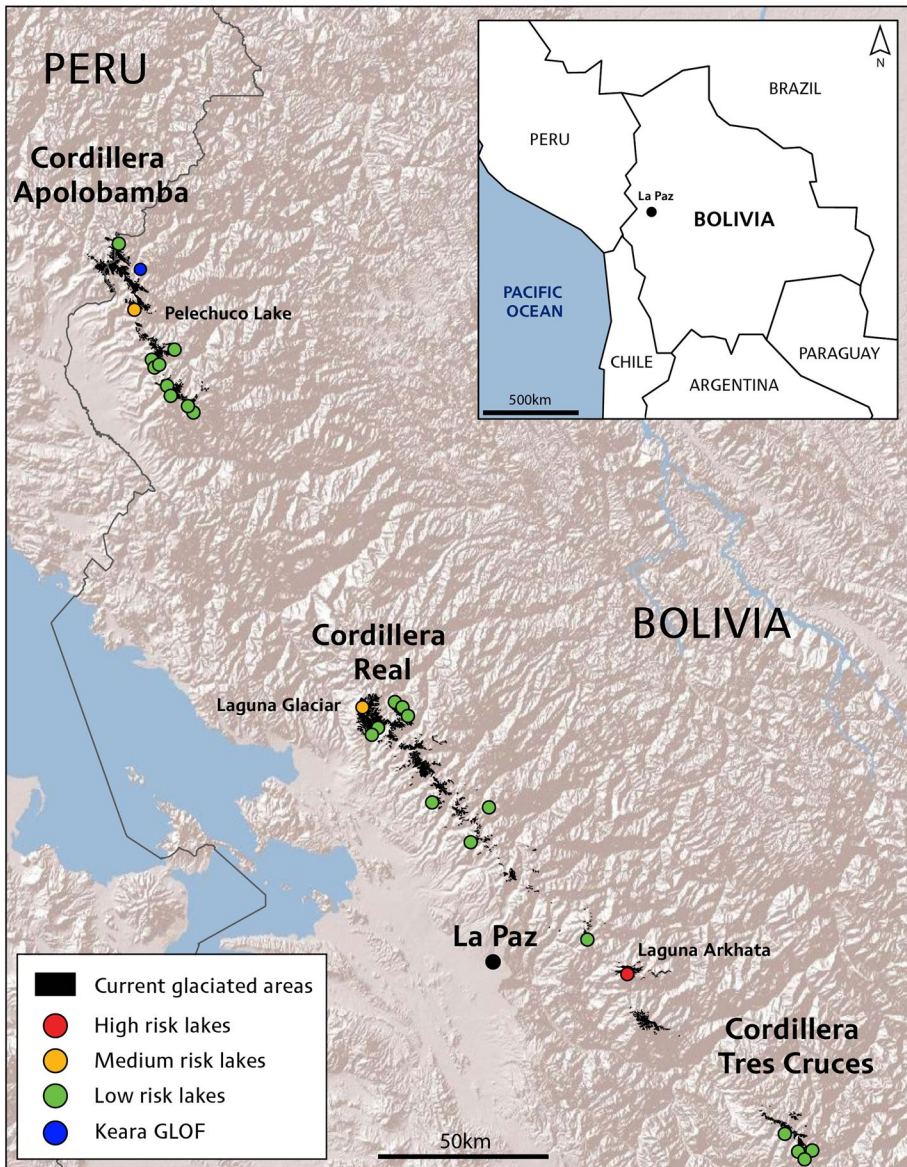 PERU
Cordillera
Apolobamba
Pelechuco Lake
N
BRAZIL
PERU
La Paz
BOLIVIA
PACIFIC
OCEAN
CHILE
PARAGUAY
ARGENTINA
500km
Cordillera
Real
BOLIVIA
Laguna Glaciar
La Paz
Laguna Arkhata
Cordillera
Tres Cruces
Current glaciated areas
High risk lakes
Medium risk lakes
Low risk lakes
Keara GLOF
50km